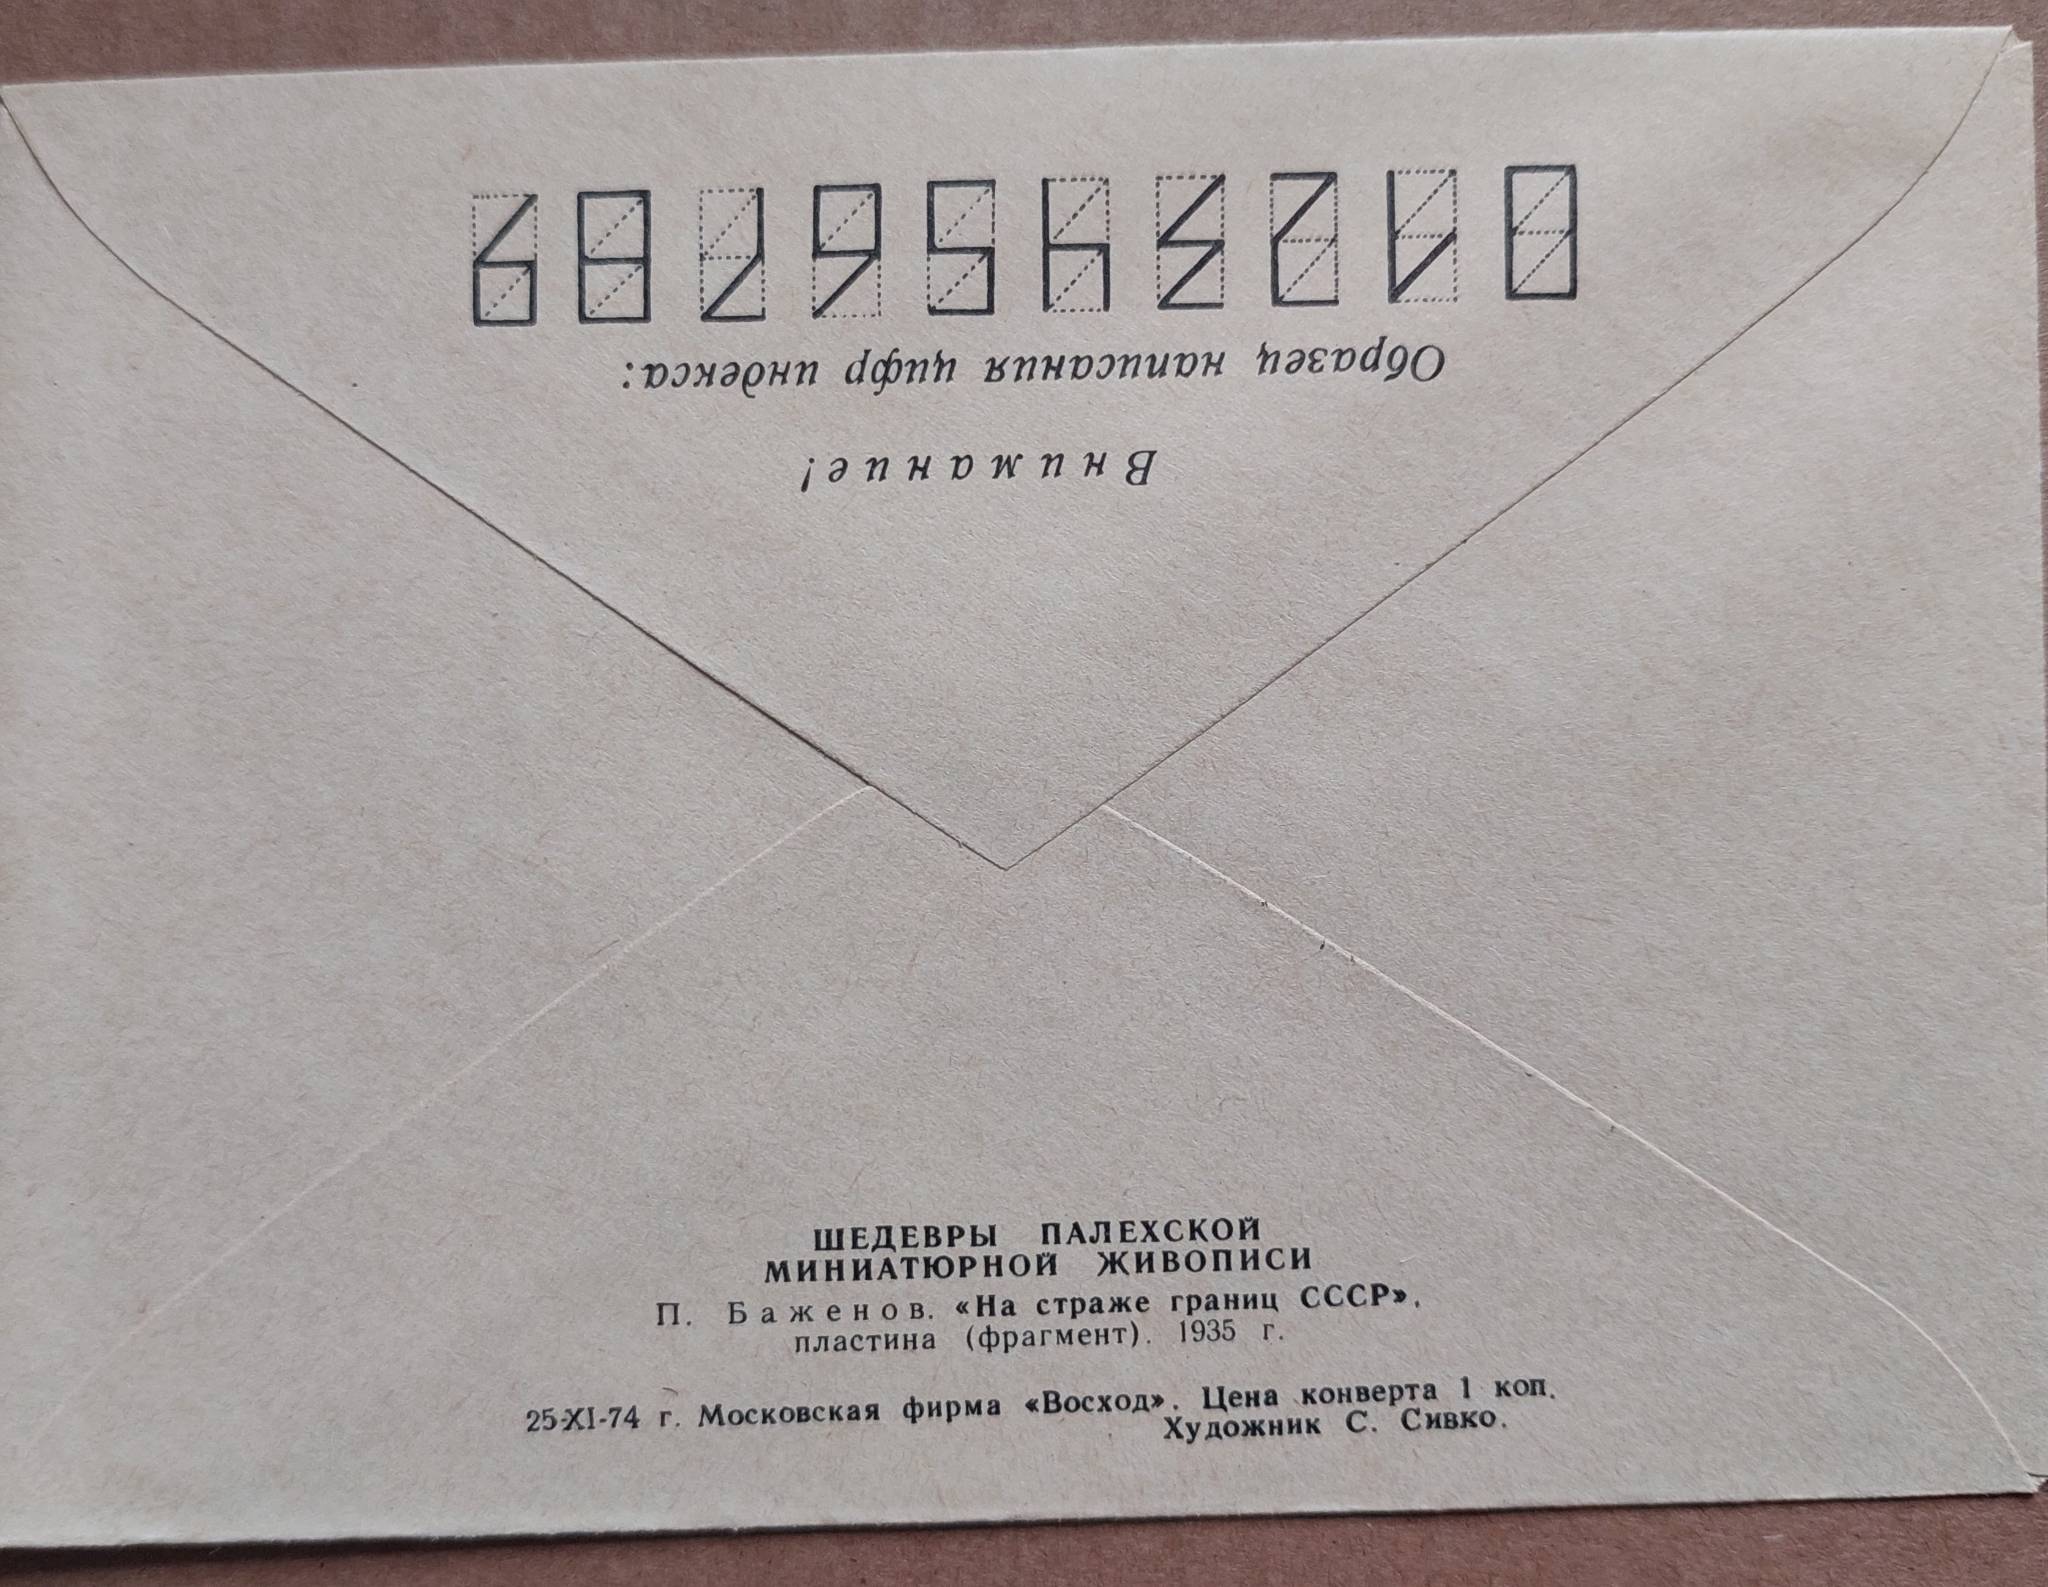 Внимание!
Образец написания цифр индекса:
0123456789
ШЕДЕВРЫ ПАЛЕХСКОЙ
МИНИАТЮРНОЙ ЖИВОПИСИ
П. Баженов. «На страже границ СССР»,
пластина (фрагмент). 1935 г.
25-XI-74 г. Московская фирма «Восход». Цена конверта 1 коп.
Художник С. Сивко.